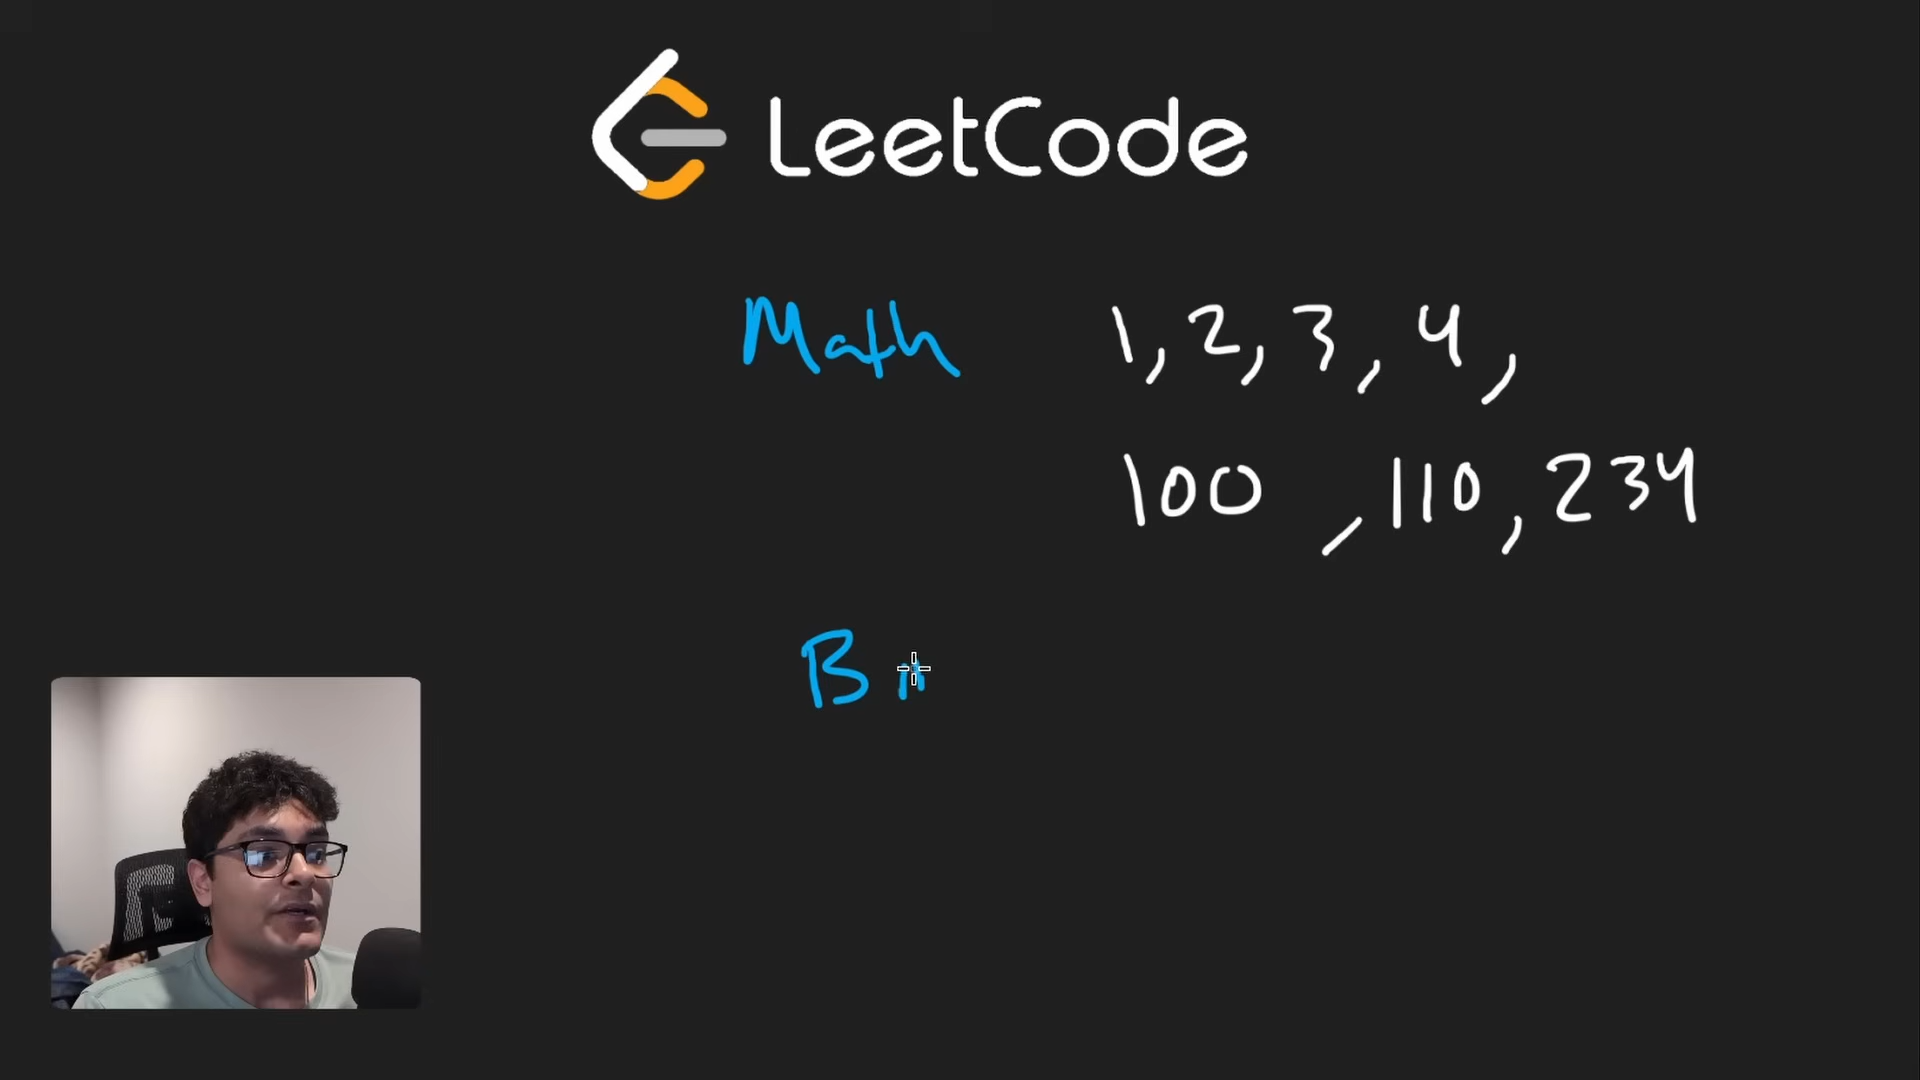 LeetCode
Math 1, 2, 3, 4,
100 , 110, 234
B